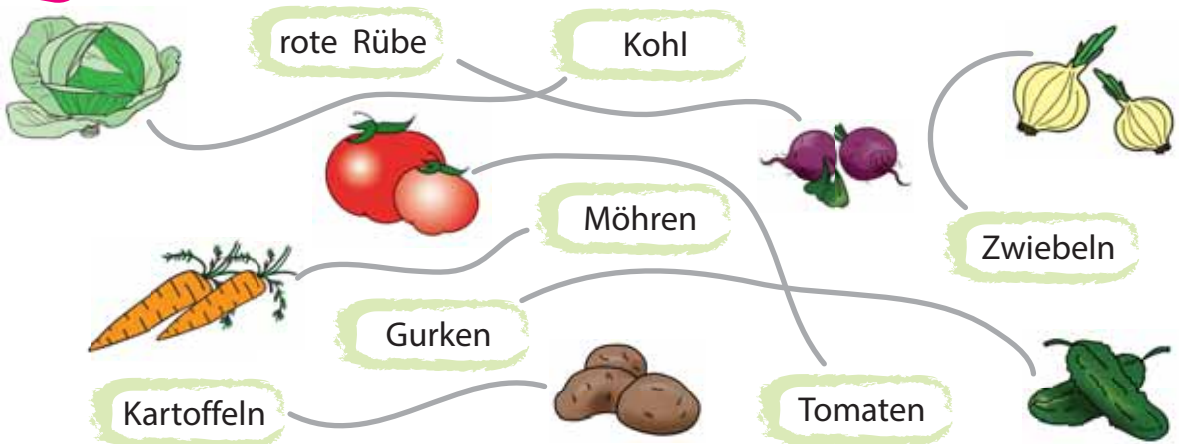 rote Rübe
Kohl
Möhren
Zwiebeln
Gurken
Kartoffeln
Tomaten